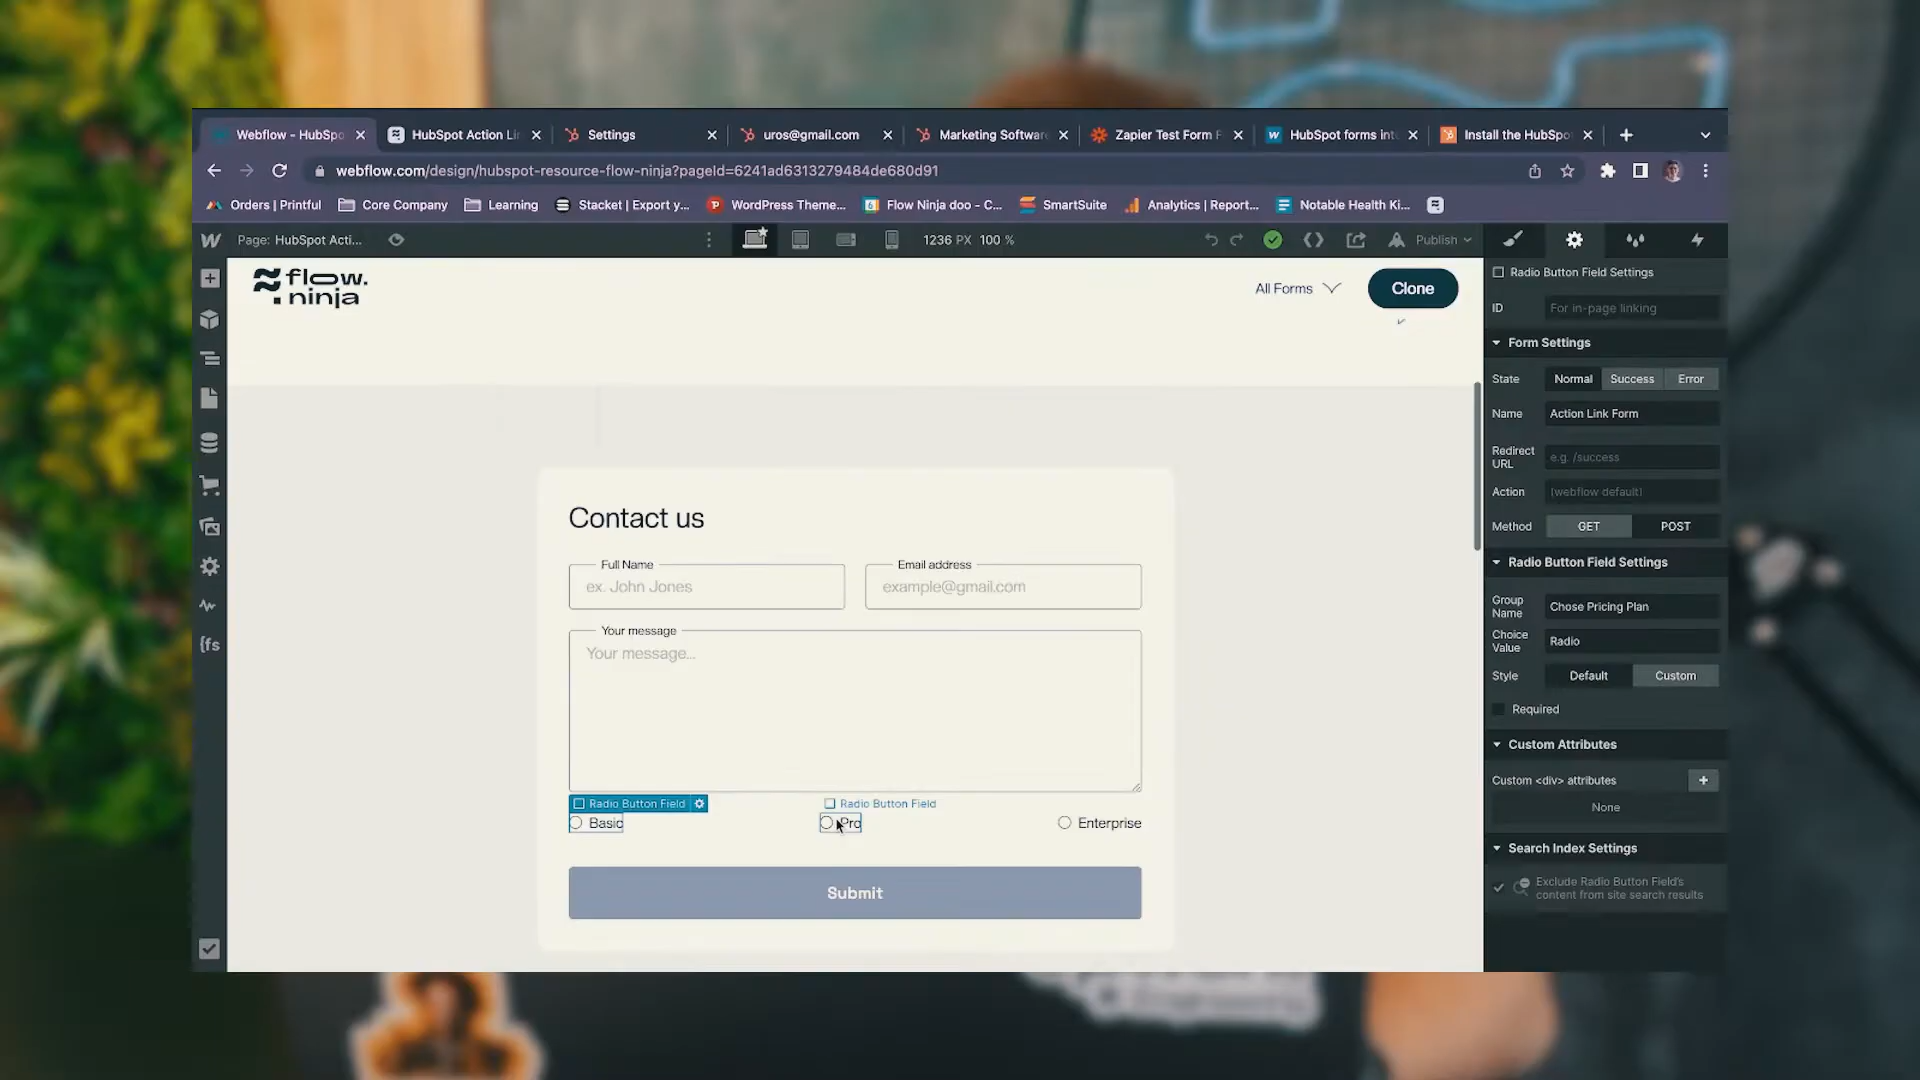 Webflow - HubSpo
HubSpot Action Li
Settings
uros@gmail.com
Marketing Softwar
Zapier Test Form F
HubSpot forms int
Install the HubSpo
webflow.com/design/hubspot-resource-flow-ninja?pageId=6241ad6313279484de680d91
Orders | Printful
Core Company
Learning
Stacket | Export y...
WordPress Theme...
Flow Ninja doo - C...
SmartSuite
Analytics | Report...
Notable Health Ki...
Page: HubSpot Acti...
1236 PX 100 %
Publish
flow.
ninja
All Forms
Clone
Contact us
Full Name
Email address
ex. John Jones
example@gmail.com
Your message
Your message...
Radio Button Field
Radio Button Field
Basic
Pro
Enterprise
Submit
Radio Button Field Settings
ID
For in-page linking
Form Settings
State
Normal
Success
Error
Name
Action Link Form
Redirect
URL
e.g. /success
Action
(webflow default)
Method
GET
POST
Radio Button Field Settings
Group
Name
Chose Pricing Plan
Choice
Value
Radio
Style
Default
Custom
Required
Custom Attributes
Custom <div> attributes
None
Search Index Settings
Exclude Radio Button Field's
content from site search results